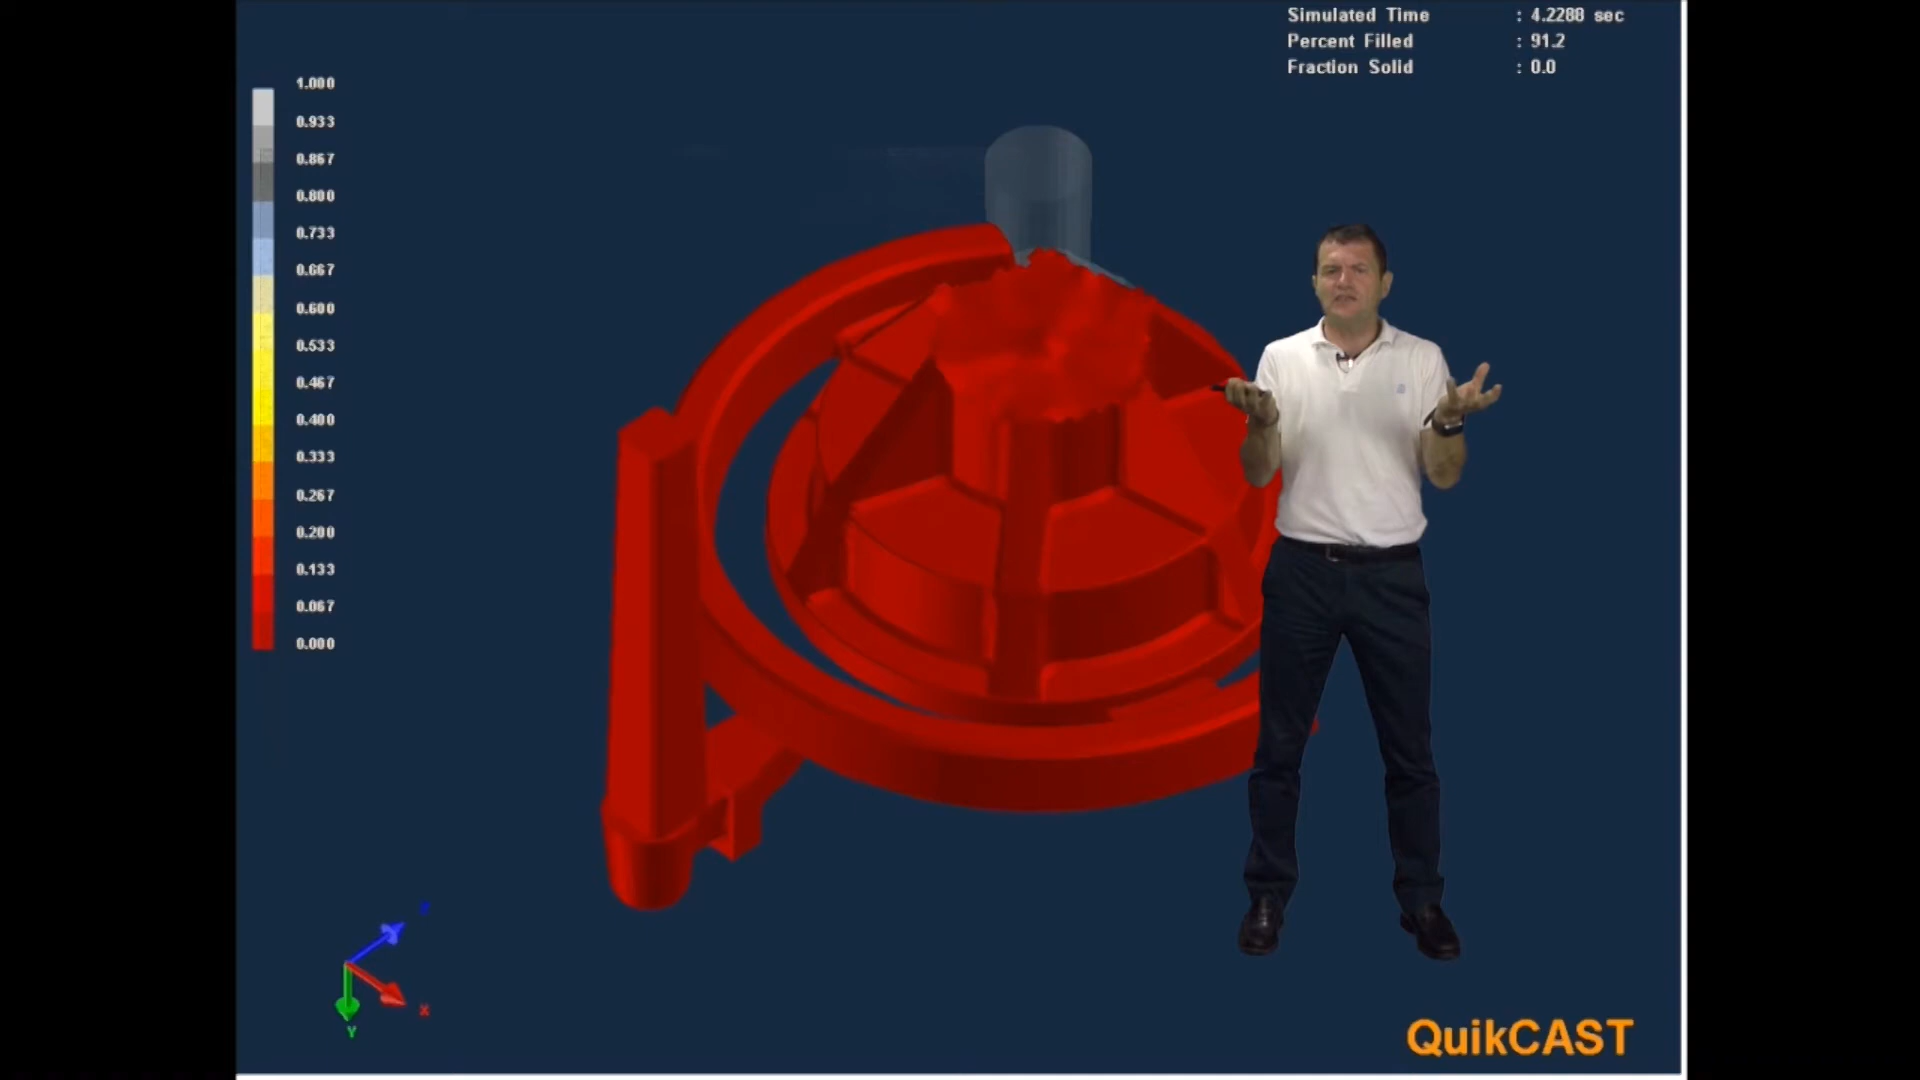 Simulated Time : 4.2288 sec
Percent Filled : 91.2
Fraction Solid : 0.0
1.000
0.933
0.867
0.800
0.733
0.667
0.600
0.533
0.467
0.400
0.333
0.267
0.200
0.133
0.067
0.000
Z
X
Y
QuikCAST